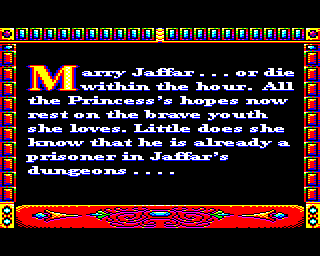 Marry Jaffar...or die
within the hour. All
the Princess's hopes now
rest on the brave youth
she loves. Little does she
know that he is already a
prisoner in Jaffar's
dungeons....